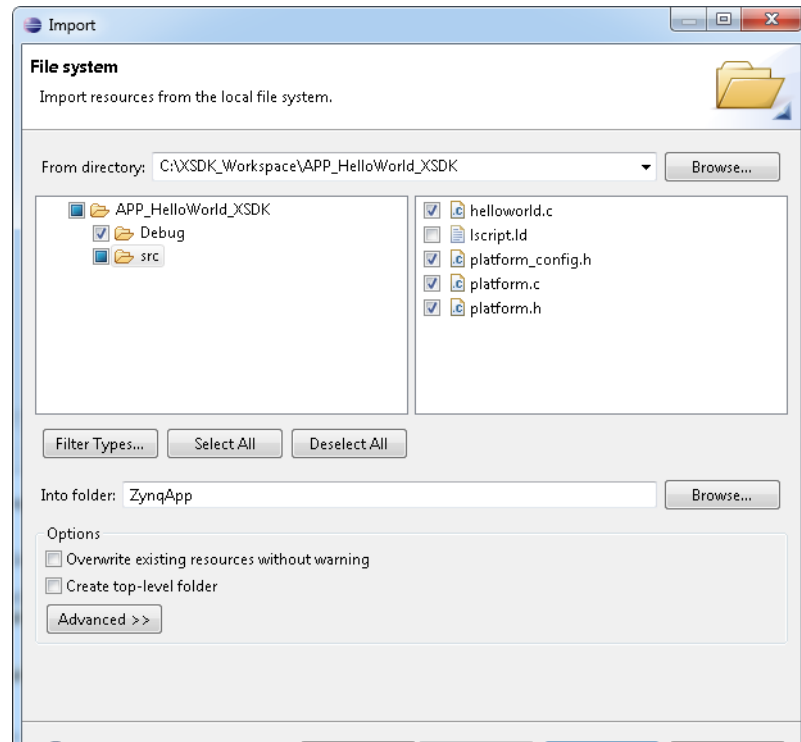 Import
File system
Import resources from the local file system.
From directory: C:\XSDK_Workspace\APP_HelloWorld_XSDK Browse...
APP_HelloWorld_XSDK
Debug
src
helloworld.c
lscript.ld
platform_config.h
platform.c
platform.h
Filter Types... Select All Deselect All
Into folder: ZynqApp Browse...
Options
Overwrite existing resources without warning
Create top-level folder
Advanced >>